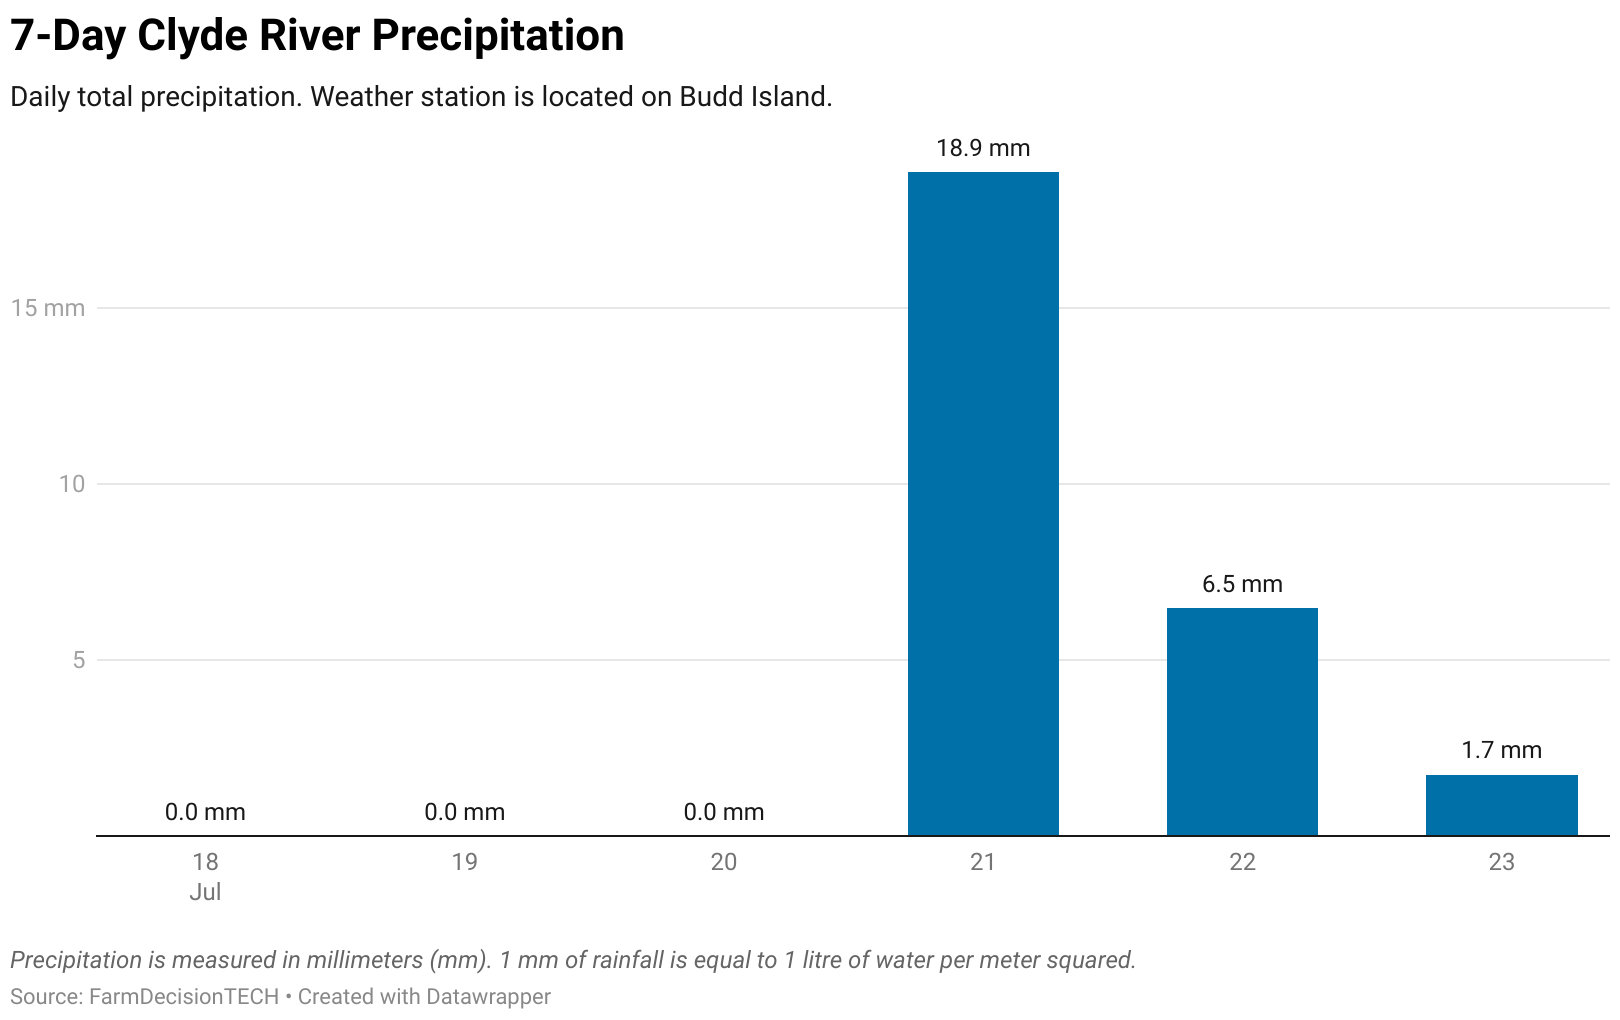 7-Day Clyde River Precipitation
Daily total precipitation. Weather station is located on Budd Island.
18.9 mm
15 mm
10
6.5 mm
5
1.7 mm
0.0 mm 0.0 mm 0.0 mm
18 19 20 21 22 23
Jul
Precipitation is measured in millimeters (mm). 1 mm of rainfall is equal to 1 litre of water per meter squared.
Source: FarmDecisionTECH • Created with Datawrapper